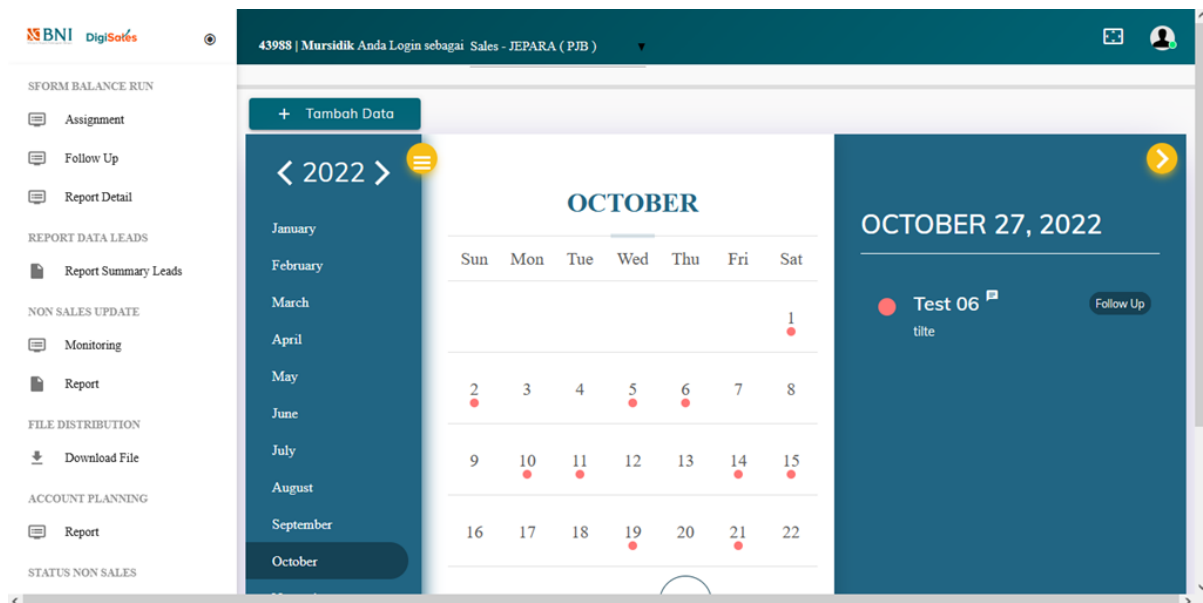 BNI DigiSales
43988 | Mursidik Anda Login sebagai Sales - JEPARA ( PJB )
SFORM BALANCE RUN
Assignment
Follow Up
Report Detail
REPORT DATA LEADS
Report Summary Leads
NON SALES UPDATE
Monitoring
Report
FILE DISTRIBUTION
Download File
ACCOUNT PLANNING
Report
STATUS NON SALES
+ Tambah Data
2022
January
February
March
April
May
June
July
August
September
October
OCTOBER
Sun Mon Tue Wed Thu Fri Sat
1
2 3 4 5 6 7 8
9 10 11 12 13 14 15
16 17 18 19 20 21 22
OCTOBER 27, 2022
Test 06 Follow Up
tilte